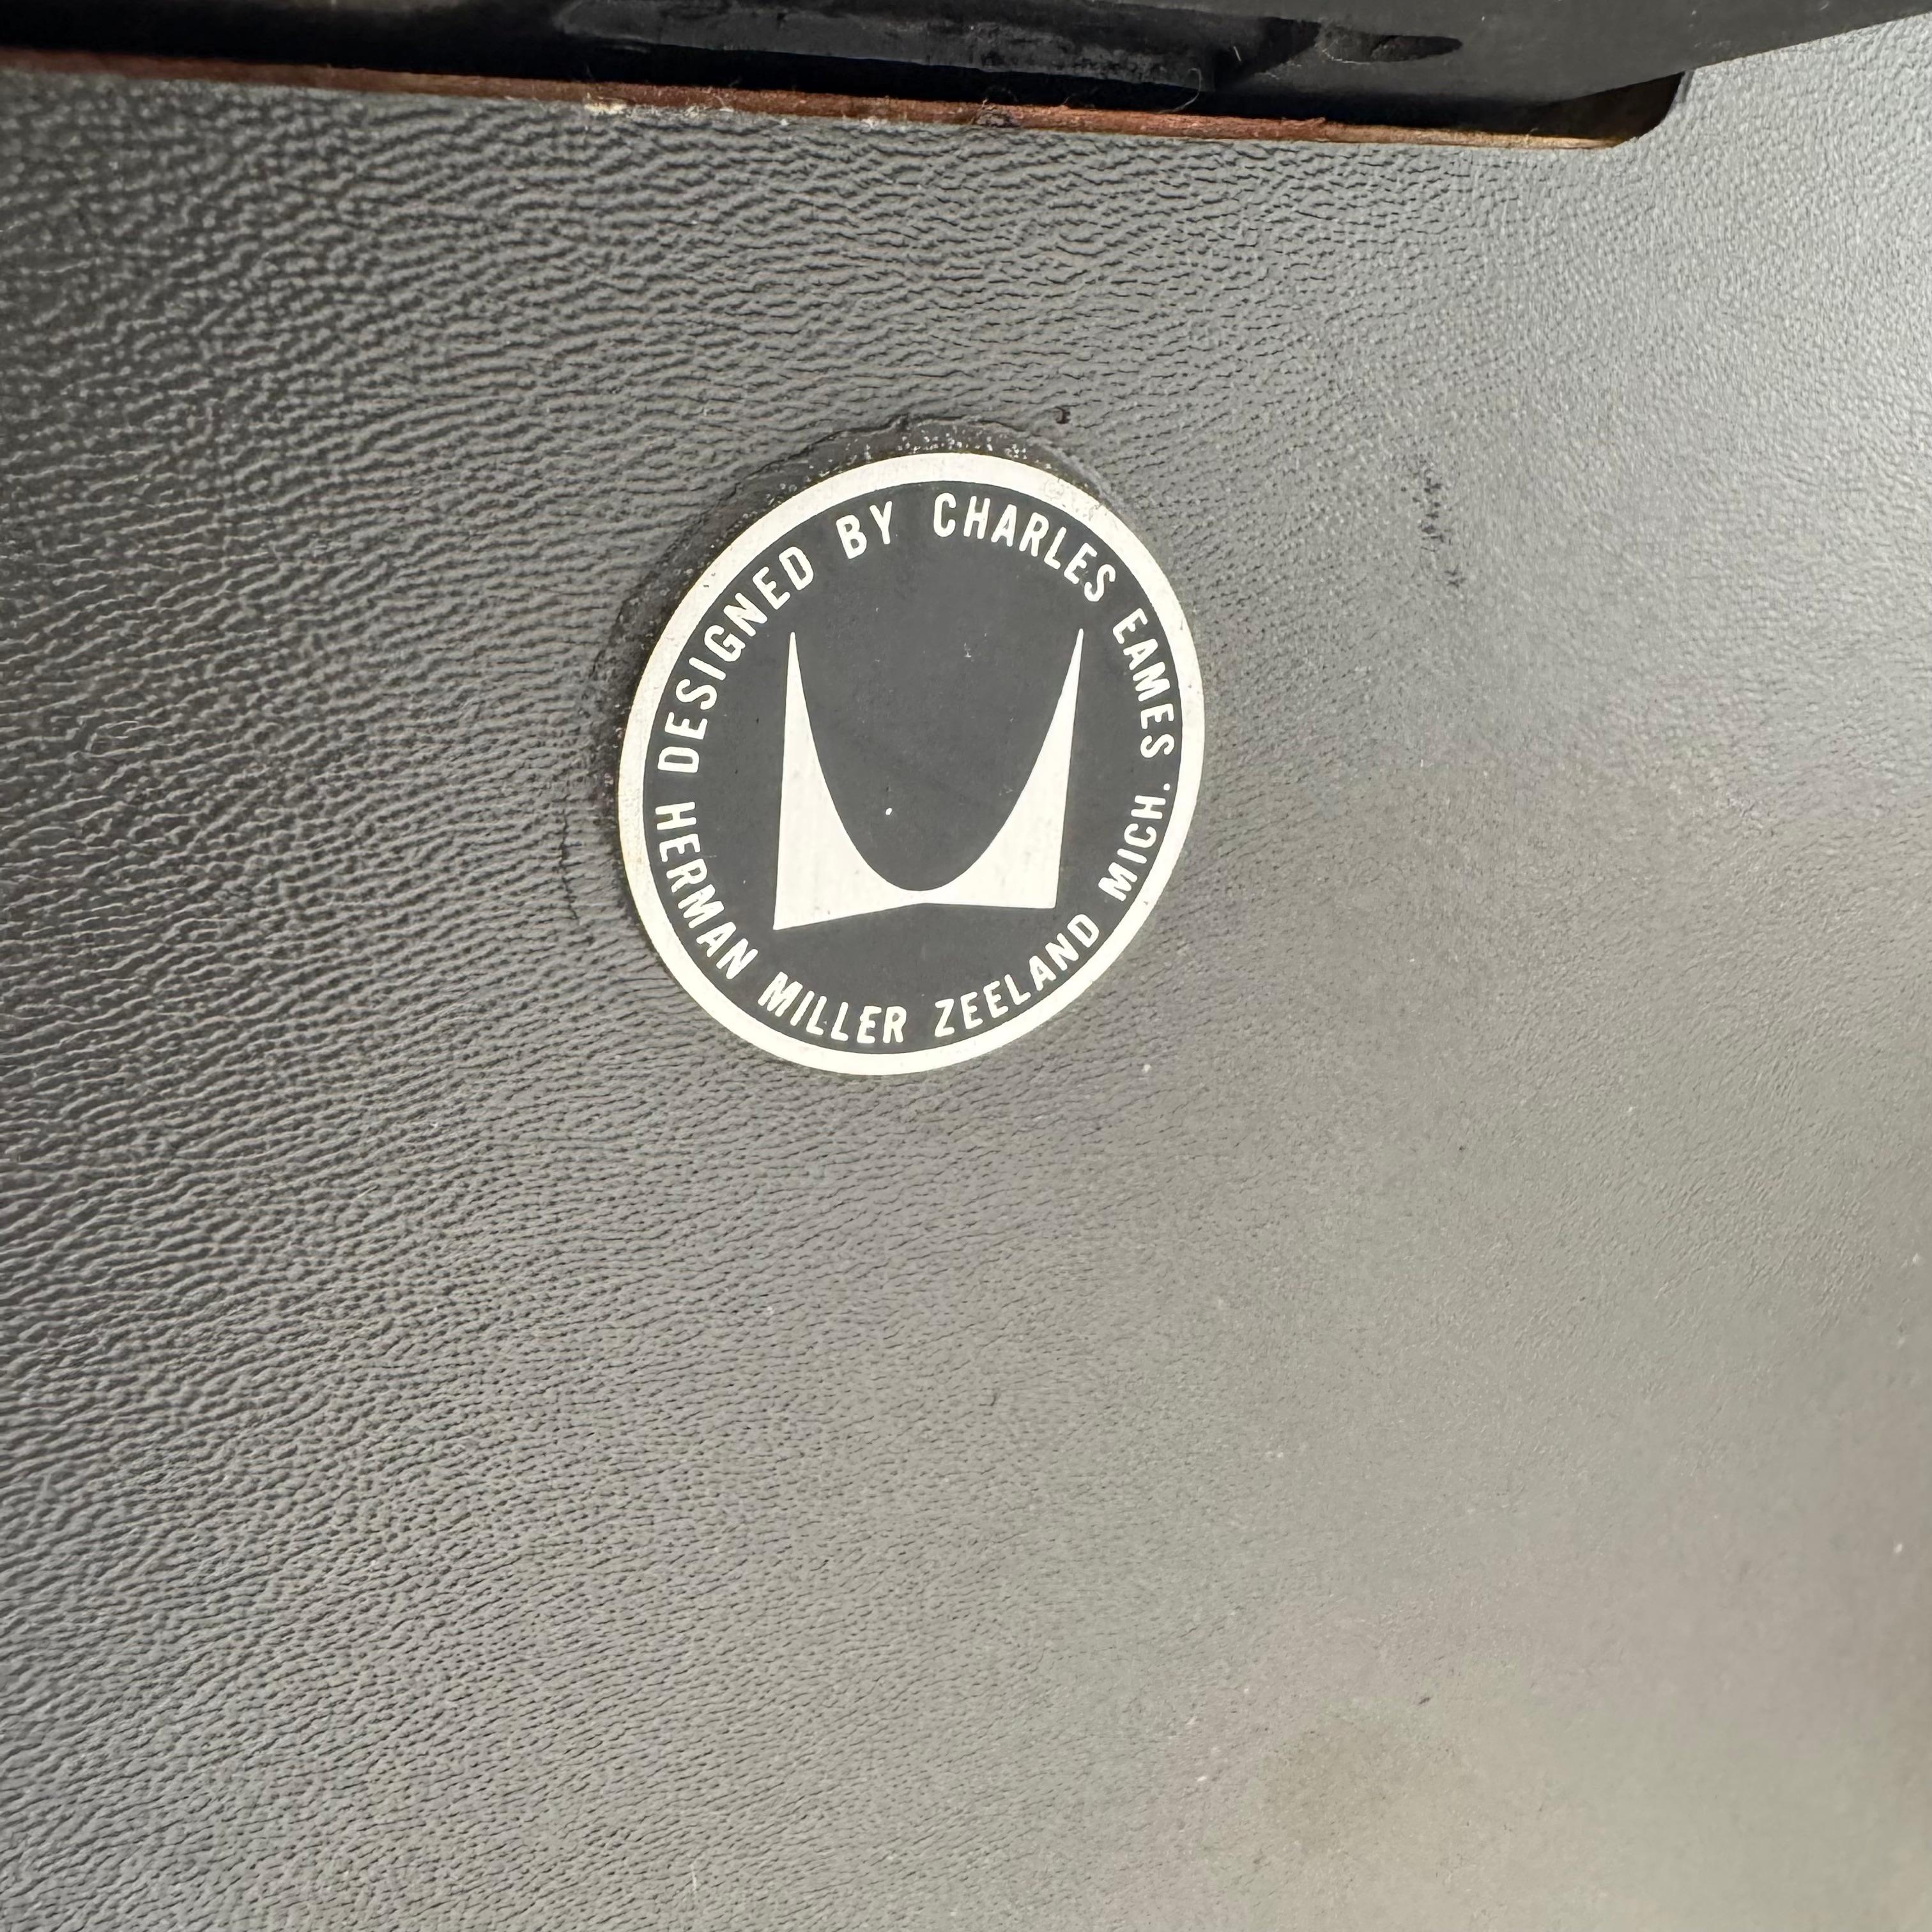 DESIGNED BY CHARLES EAMES
HERMAN MILLER ZEELAND MICH.